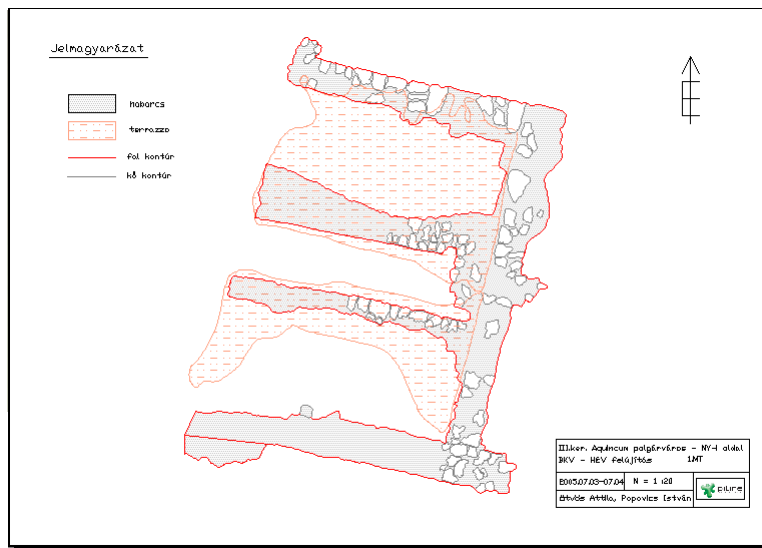 Jelmagyarázat
habarcs
terrazzo
fal kontúr
kő kontúr
III.ker. Aquincum polgárváros - NY-i oldal
BKV - HÉV felújítás 1.MT
2005.07.03-07.04 N = 1 :20
Ötvös Attila, Popovics István
PiLine